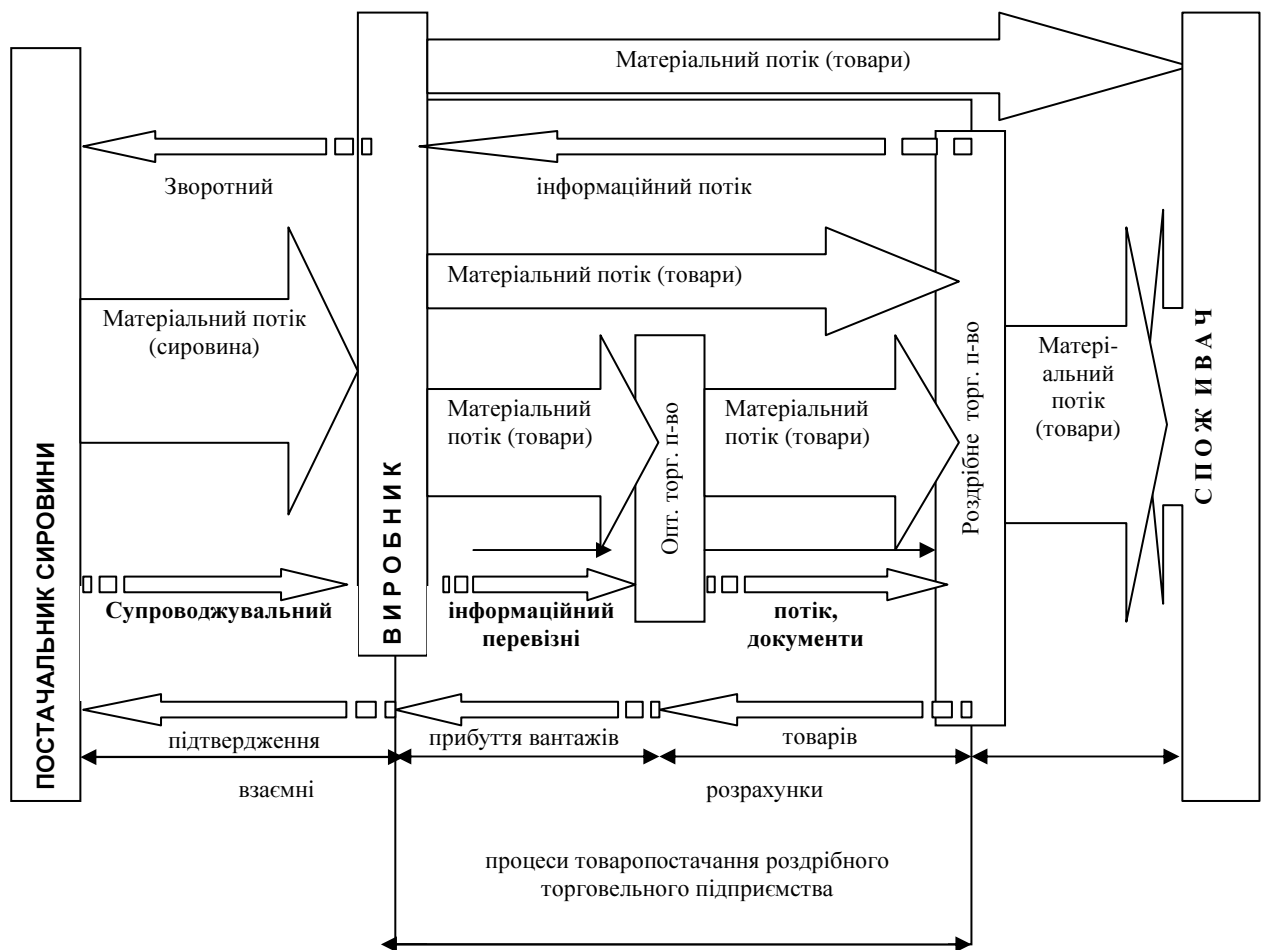 Матеріальний потік (товари)
Зворотний
інформаційний потік
Матеріальний потік (товари)
Матеріальний потік
(сировина)
Матеріальний
потік (товари)
Матеріальний
потік (товари)
Матері-
альний
потік
(товари)
ПОСТАЧАЛЬНИК СИРОВИНИ
ВИРОБНИК
Опт. торг. п-во
Роздрібне торг. п-во
СПОЖИВАЧ
Супроводжувальний
інформаційний
перевізні
потік,
документи
підтвердження
прибуття вантажів
товарів
взаємні
розрахунки
процеси товаропостачання роздрібного
торговельного підприємства